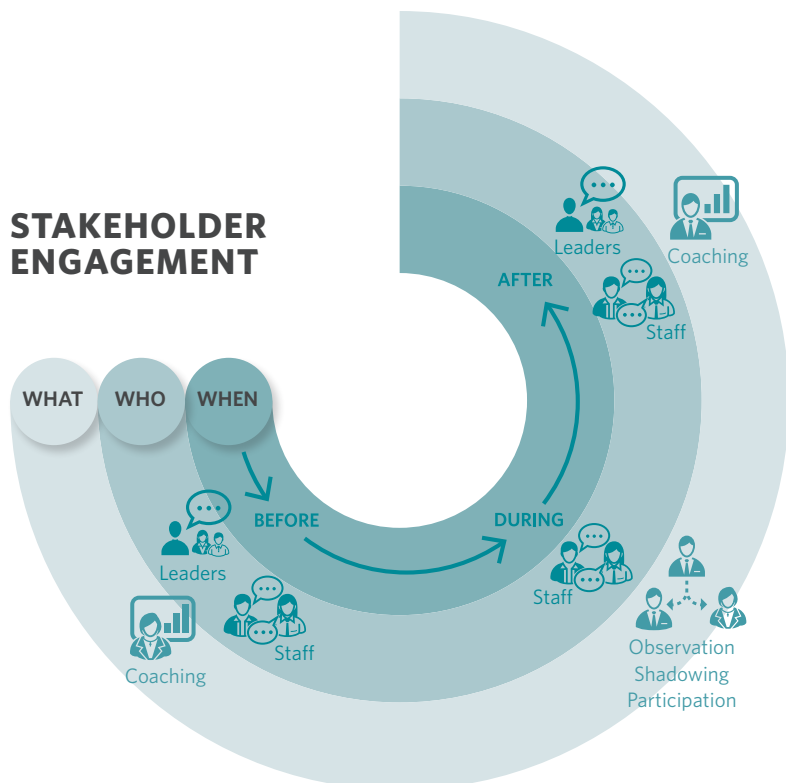 STAKEHOLDER
ENGAGEMENT
WHAT
WHO
WHEN
BEFORE
Leaders
Staff
Coaching
DURING
Staff
Observation
Shadowing
Participation
AFTER
Leaders
Staff
Coaching